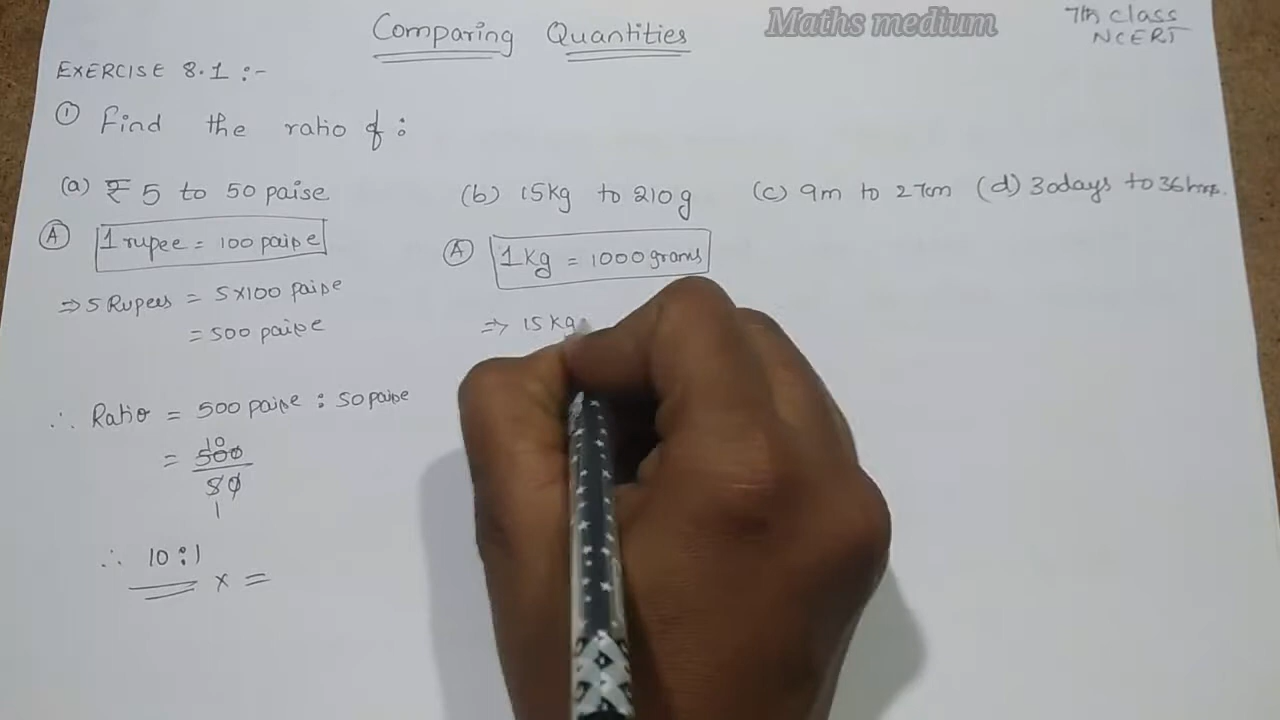 Maths medium
7th class
NCERT
Comparing Quantities
EXERCISE 8.1 :-
① Find the ratio of :
(a) ₹ 5 to 50 paise
(b) 15kg to 210g
(c) 9m to 27cm
(d) 30days to 36hrs.
Ⓐ 1 rupee = 100 paise
⇒ 5 Rupees = 5×100 paise
= 500 paise
∴ Ratio = 500 paise : 50 paise
10
= 500
50
1
∴ 10 : 1
× =
Ⓐ 1 Kg = 1000 grams
⇒ 15 Kg